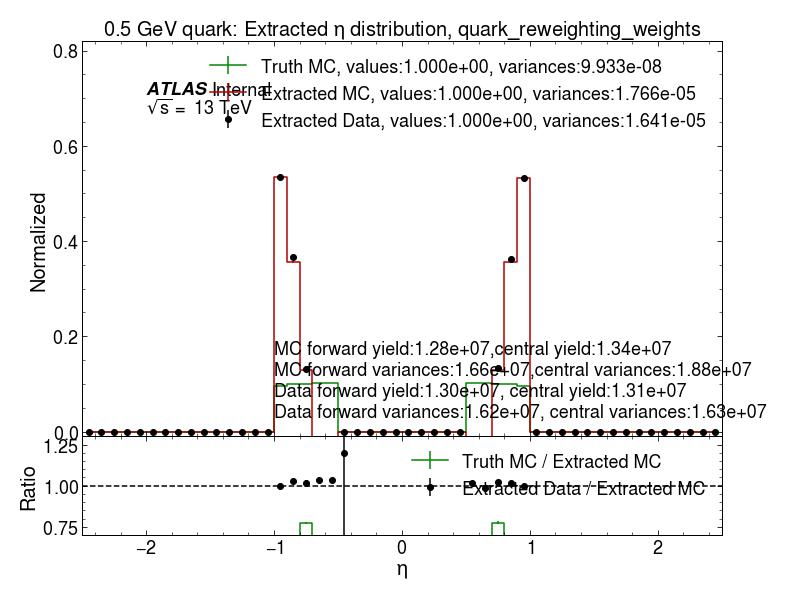 0.5 GeV quark: Extracted η distribution, quark_reweighting_weights
0.8
0.6
0.4
0.2
0.0
Normalized
Truth MC, values:1.000e+00, variances:9.933e-08
Extracted MC, values:1.000e+00, variances:1.766e-05
Extracted Data, values:1.000e+00, variances:1.641e-05
ATLAS Internal
√s = 13 TeV
MC forward yield:1.28e+07,central yield:1.34e+07
MC forward variances:1.66e+07,central variances:1.88e+07
Data forward yield:1.30e+07, central yield:1.31e+07
Data forward variances:1.62e+07, central variances:1.63e+07
1.25
1.00
0.75
Ratio
Truth MC / Extracted MC
Extracted Data / Extracted MC
−2 −1 0 1 2
η